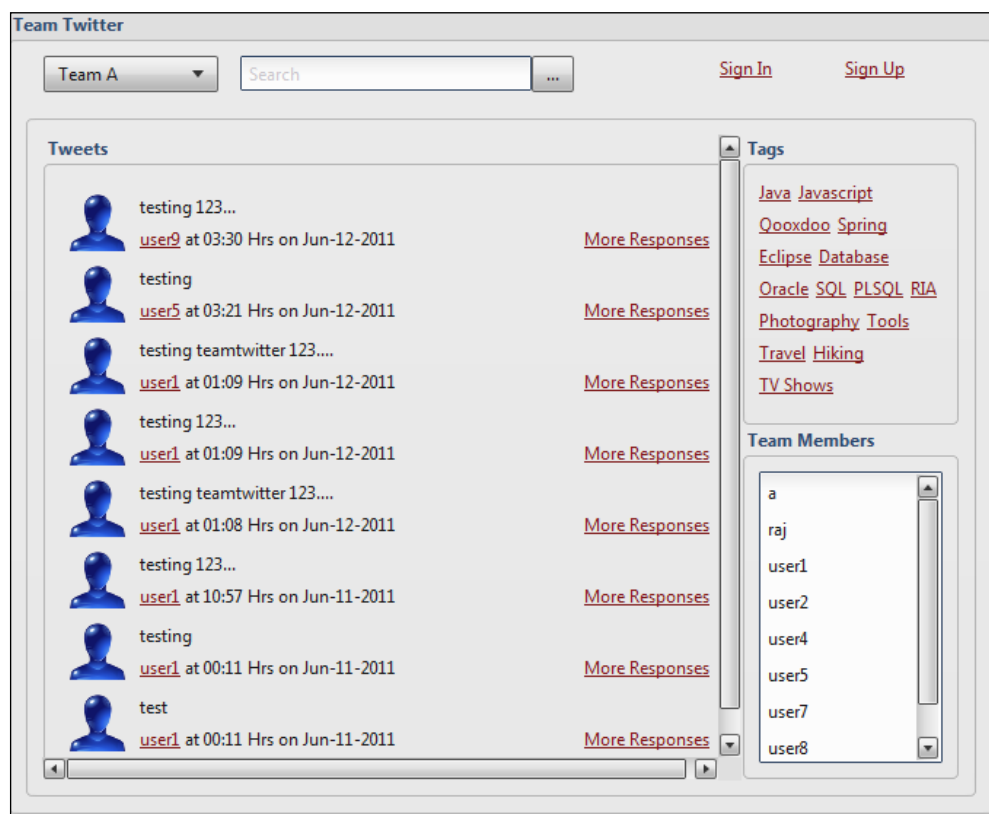 Team Twitter
Team A
Search
...
Sign In
Sign Up
Tweets
testing 123...
user9 at 03:30 Hrs on Jun-12-2011
More Responses
testing
user5 at 03:21 Hrs on Jun-12-2011
More Responses
testing teamtwitter 123....
user1 at 01:09 Hrs on Jun-12-2011
More Responses
testing 123...
user1 at 01:09 Hrs on Jun-12-2011
More Responses
testing teamtwitter 123....
user1 at 01:08 Hrs on Jun-12-2011
More Responses
testing 123...
user1 at 10:57 Hrs on Jun-11-2011
More Responses
testing
user1 at 00:11 Hrs on Jun-11-2011
More Responses
test
user1 at 00:11 Hrs on Jun-11-2011
More Responses
Tags
Java Javascript
Qooxdoo Spring
Eclipse Database
Oracle SQL PLSQL RIA
Photography Tools
Travel Hiking
TV Shows
Team Members
a
raj
user1
user2
user4
user5
user7
user8